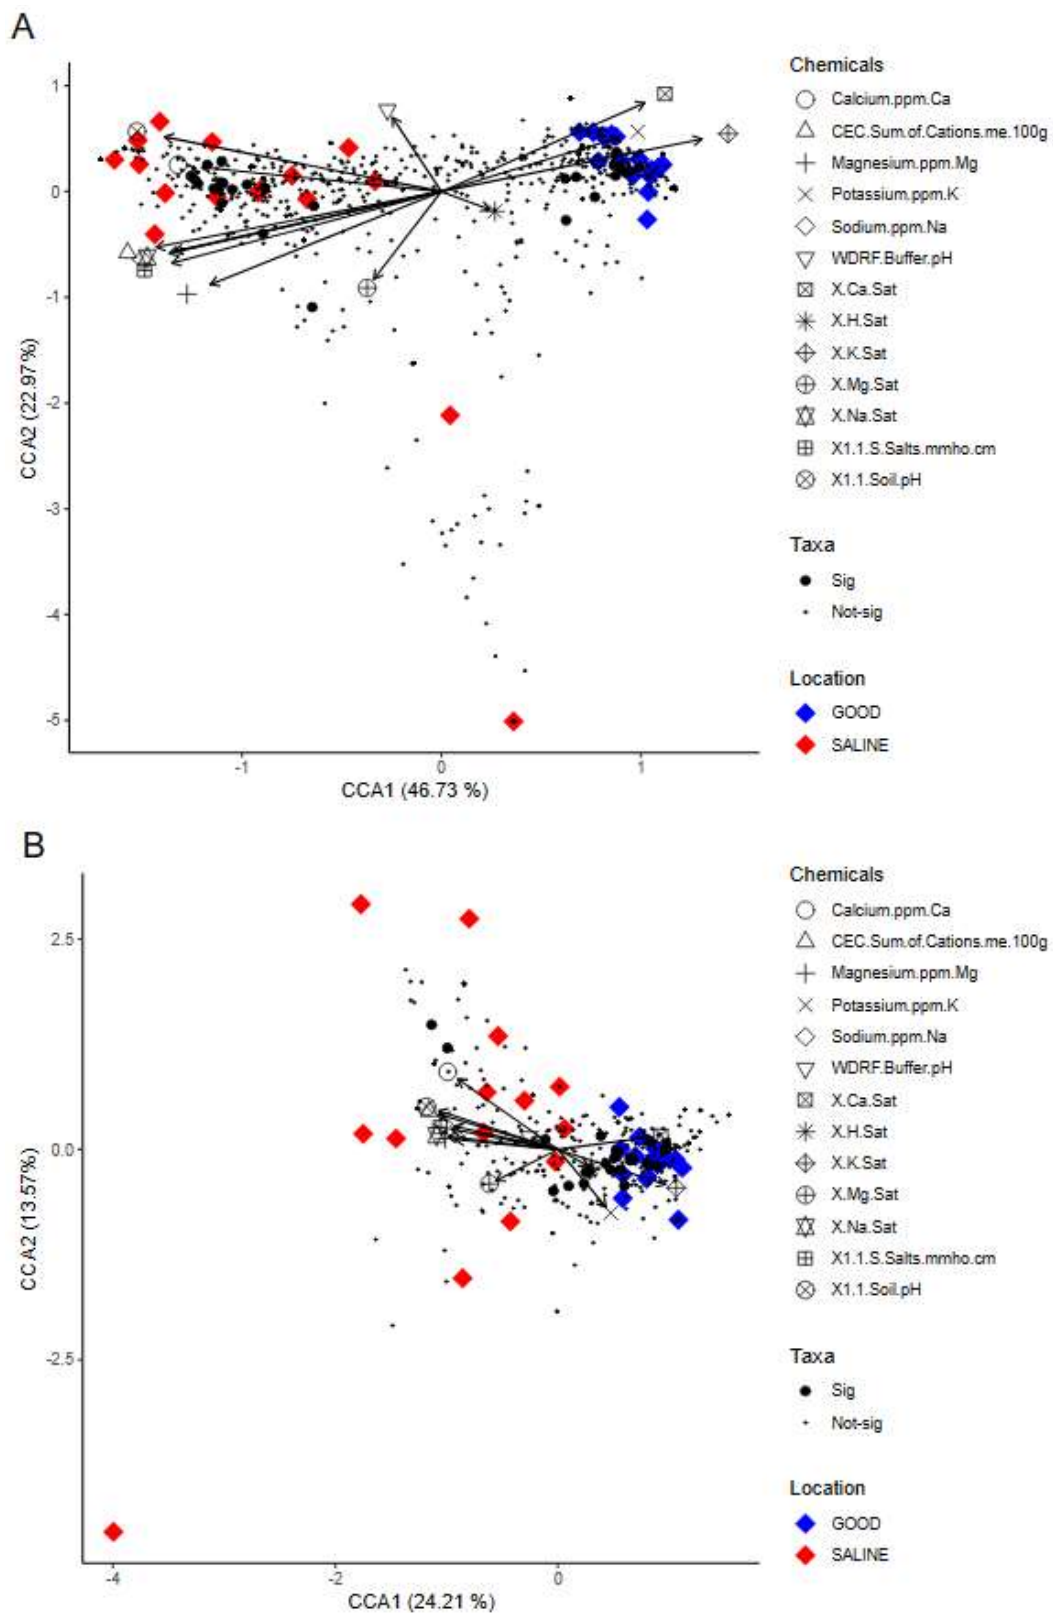 A
Chemicals
Calcium.ppm.Ca
CEC.Sum.of.Cations.me.100g
Magnesium.ppm.Mg
Potassium.ppm.K
Sodium.ppm.Na
WDRF.Buffer.pH
X.Ca.Sat
X.H.Sat
X.K.Sat
X.Mg.Sat
X.Na.Sat
X1.1.S.Salts.mmho.cm
X1.1.Soil.pH
Taxa
Sig
Not-sig
Location
GOOD
SALINE
CCA2 (22.97%)
1
0
-1
-2
-3
-4
-5
-1
0
1
CCA1 (46.73 %)
B
Chemicals
Calcium.ppm.Ca
CEC.Sum.of.Cations.me.100g
Magnesium.ppm.Mg
Potassium.ppm.K
Sodium.ppm.Na
WDRF.Buffer.pH
X.Ca.Sat
X.H.Sat
X.K.Sat
X.Mg.Sat
X.Na.Sat
X1.1.S.Salts.mmho.cm
X1.1.Soil.pH
Taxa
Sig
Not-sig
Location
GOOD
SALINE
CCA2 (13.57%)
2.5
0.0
-2.5
-4
-2
0
CCA1 (24.21 %)